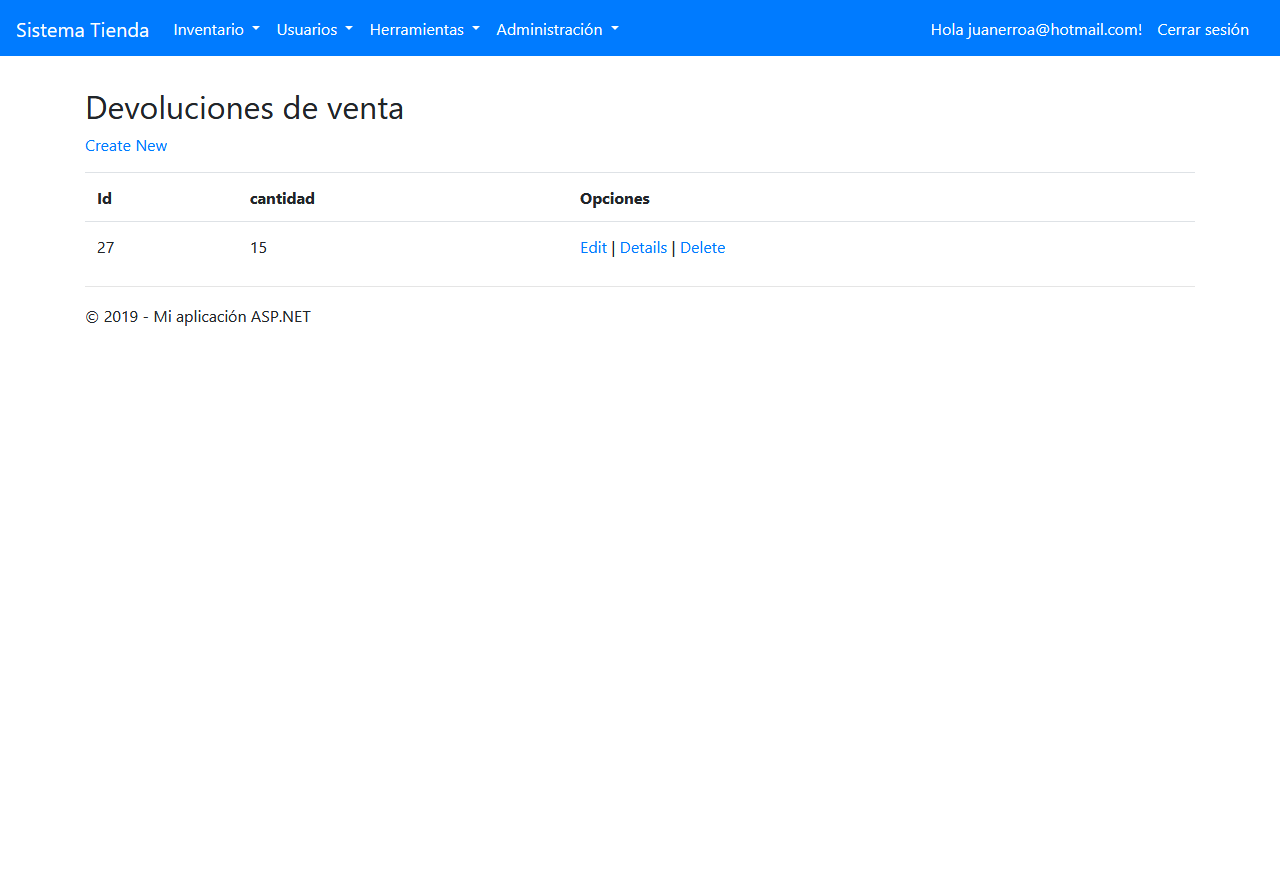 Sistema Tienda Inventario Usuarios Herramientas Administración Hola juanerroa@hotmail.com! Cerrar sesión
Devoluciones de venta
Create New
Id cantidad Opciones
27 15 Edit | Details | Delete
© 2019 - Mi aplicación ASP.NET